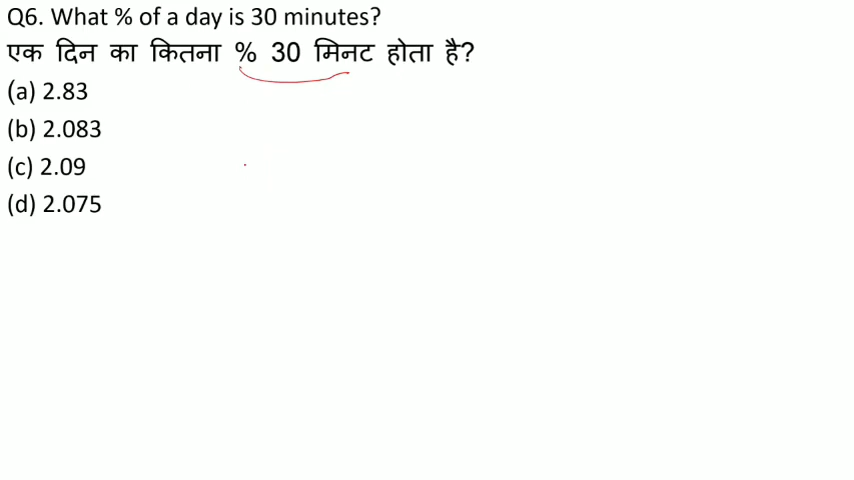 Q6. What % of a day is 30 minutes?
एक दिन का कितना % 30 मिनट होता है?
(a) 2.83
(b) 2.083
(c) 2.09
(d) 2.075